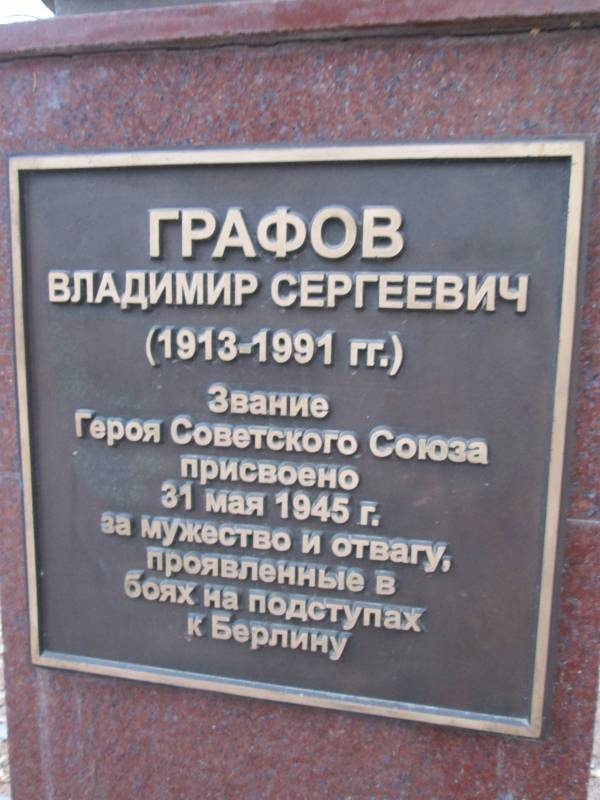 ГРАФОВ
ВЛАДИМИР СЕРГЕЕВИЧ
(1913-1991 гг.)
Звание
Героя Советского Союза
присвоено
31 мая 1945 г.
за мужество и отвагу,
проявленные в
боях на подступах
к Берлину